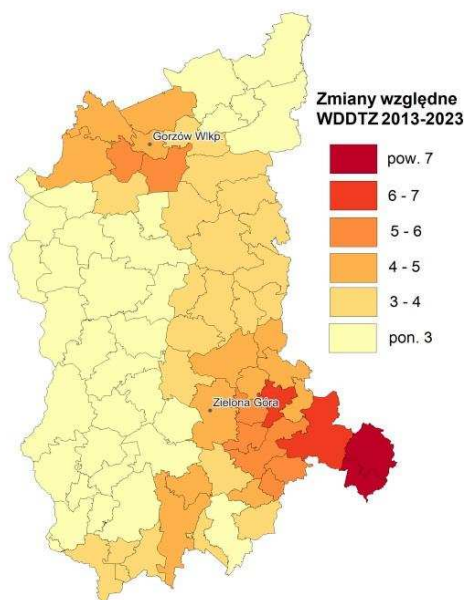 Zmiany względne
WDDTZ 2013-2023
Gorzów Wlkp.
pow. 7
6 - 7
5 - 6
4 - 5
3 - 4
pon. 3
Zielona Góra